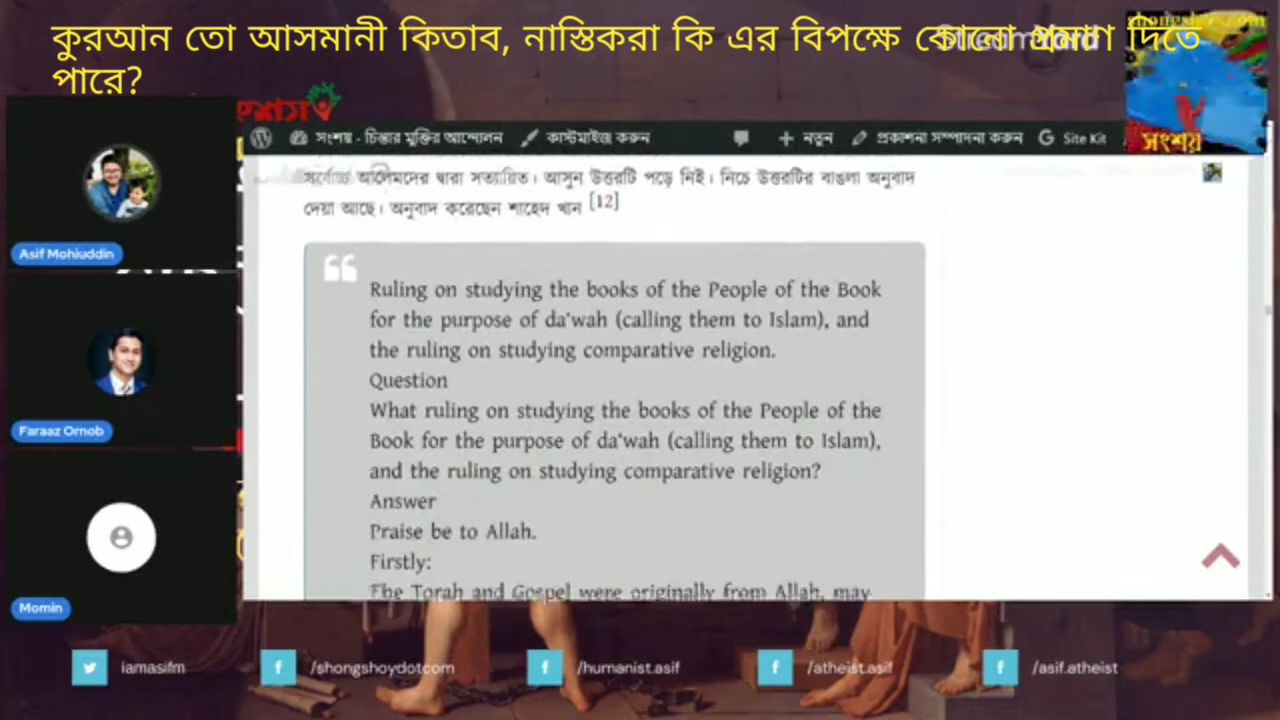 কুরআন তো আসমানী কিতাব, নাস্তিকরা কি এর বিপক্ষে কোনো প্রমাণ দিতে
পারে?
shongshoy.com
StreamYard
সংশয়
সংশয় - চিন্তার মুক্তির আন্দোলন
কাস্টমাইজ করুন
নতুন
প্রকাশনা সম্পাদনা করুন
Site Kit
সংশয়
সর্বোচ্চ আলেমদের দ্বারা সত্যায়িত। আসুন উত্তরটি পড়ে নিই। নিচে উত্তরটির বাঙলা অনুবাদ
দেয়া আছে। অনুবাদ করেছেন শাহেদ খান [12]
Ruling on studying the books of the People of the Book
for the purpose of da'wah (calling them to Islam), and
the ruling on studying comparative religion.
Question
What ruling on studying the books of the People of the
Book for the purpose of da'wah (calling them to Islam),
and the ruling on studying comparative religion?
Answer
Praise be to Allah.
Firstly:
The Torah and Gospel were originally from Allah, may
Asif Mohiuddin
Faraaz Ornob
Momin
iamasifm
/shongshoydotcom
/humanist.asif
/atheist.asif
/asif.atheist